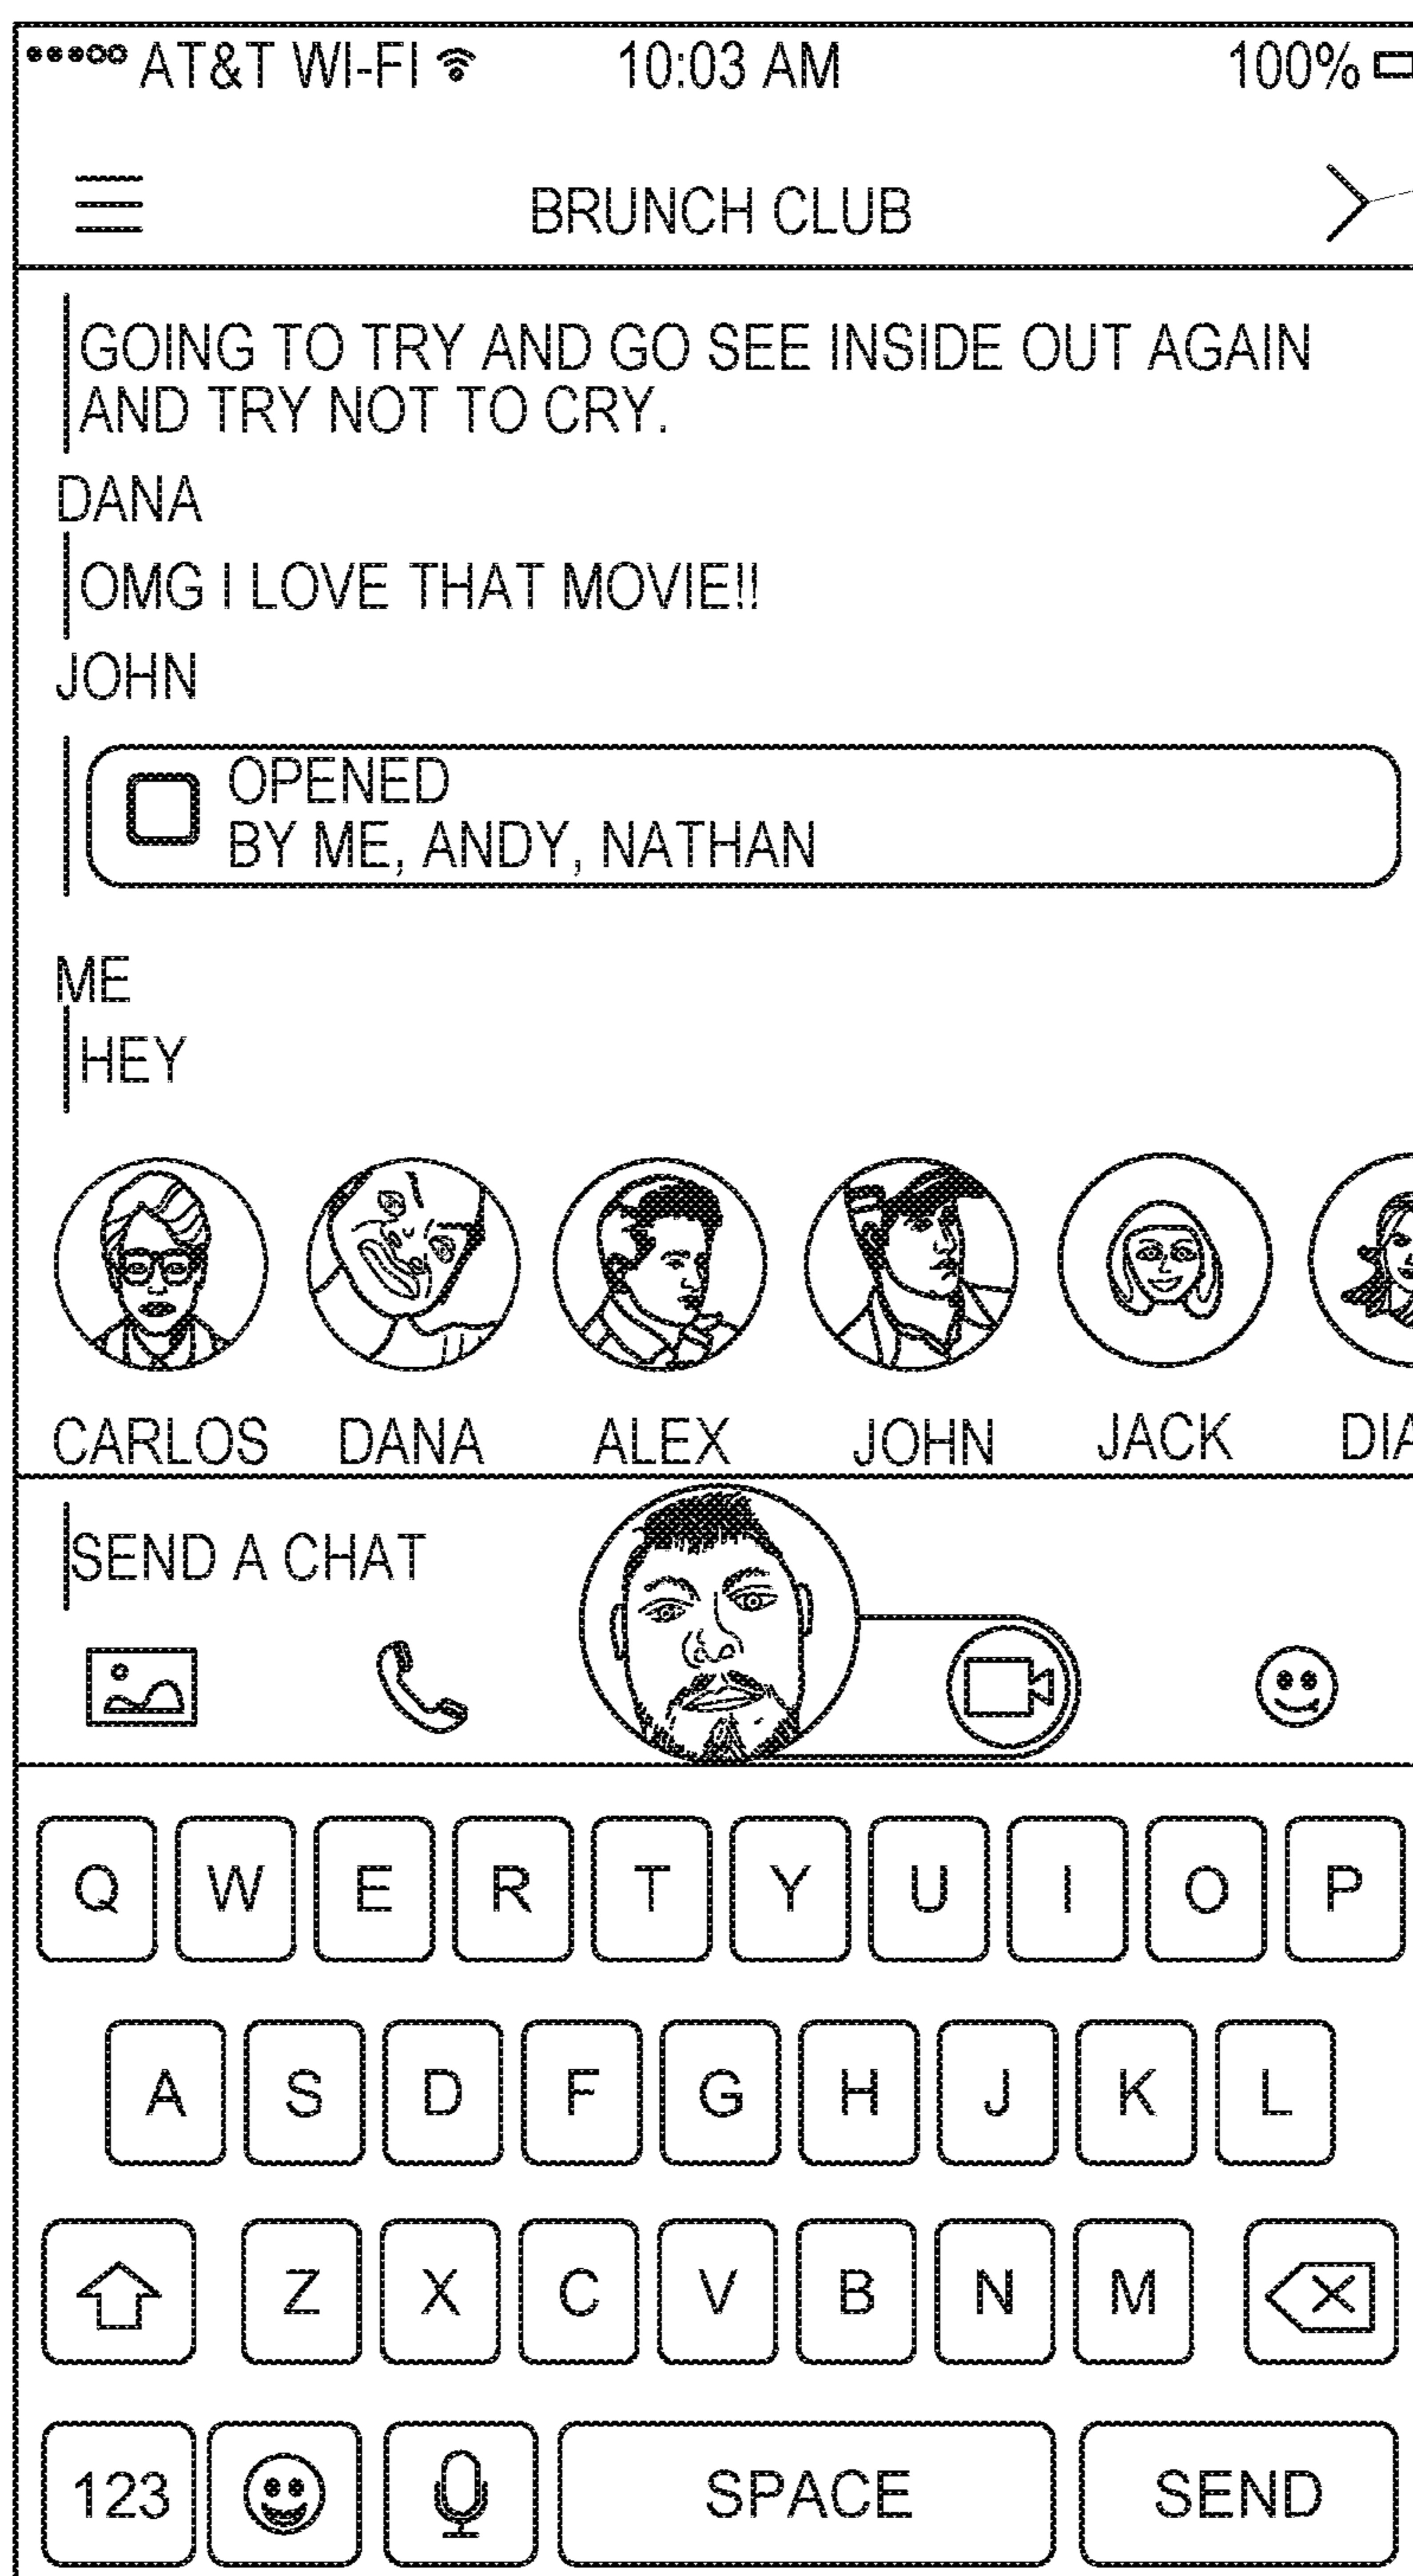 AT&T WI-FI 10:03 AM 100%
BRUNCH CLUB
GOING TO TRY AND GO SEE INSIDE OUT AGAIN
AND TRY NOT TO CRY.
DANA
OMG I LOVE THAT MOVIE!!
JOHN
OPENED
BY ME, ANDY, NATHAN
ME
HEY
CARLOS DANA ALEX JOHN JACK
SEND A CHAT
Q W E R T Y U I O P
A S D F G H J K L
Z X C V B N M
123 SPACE SEND